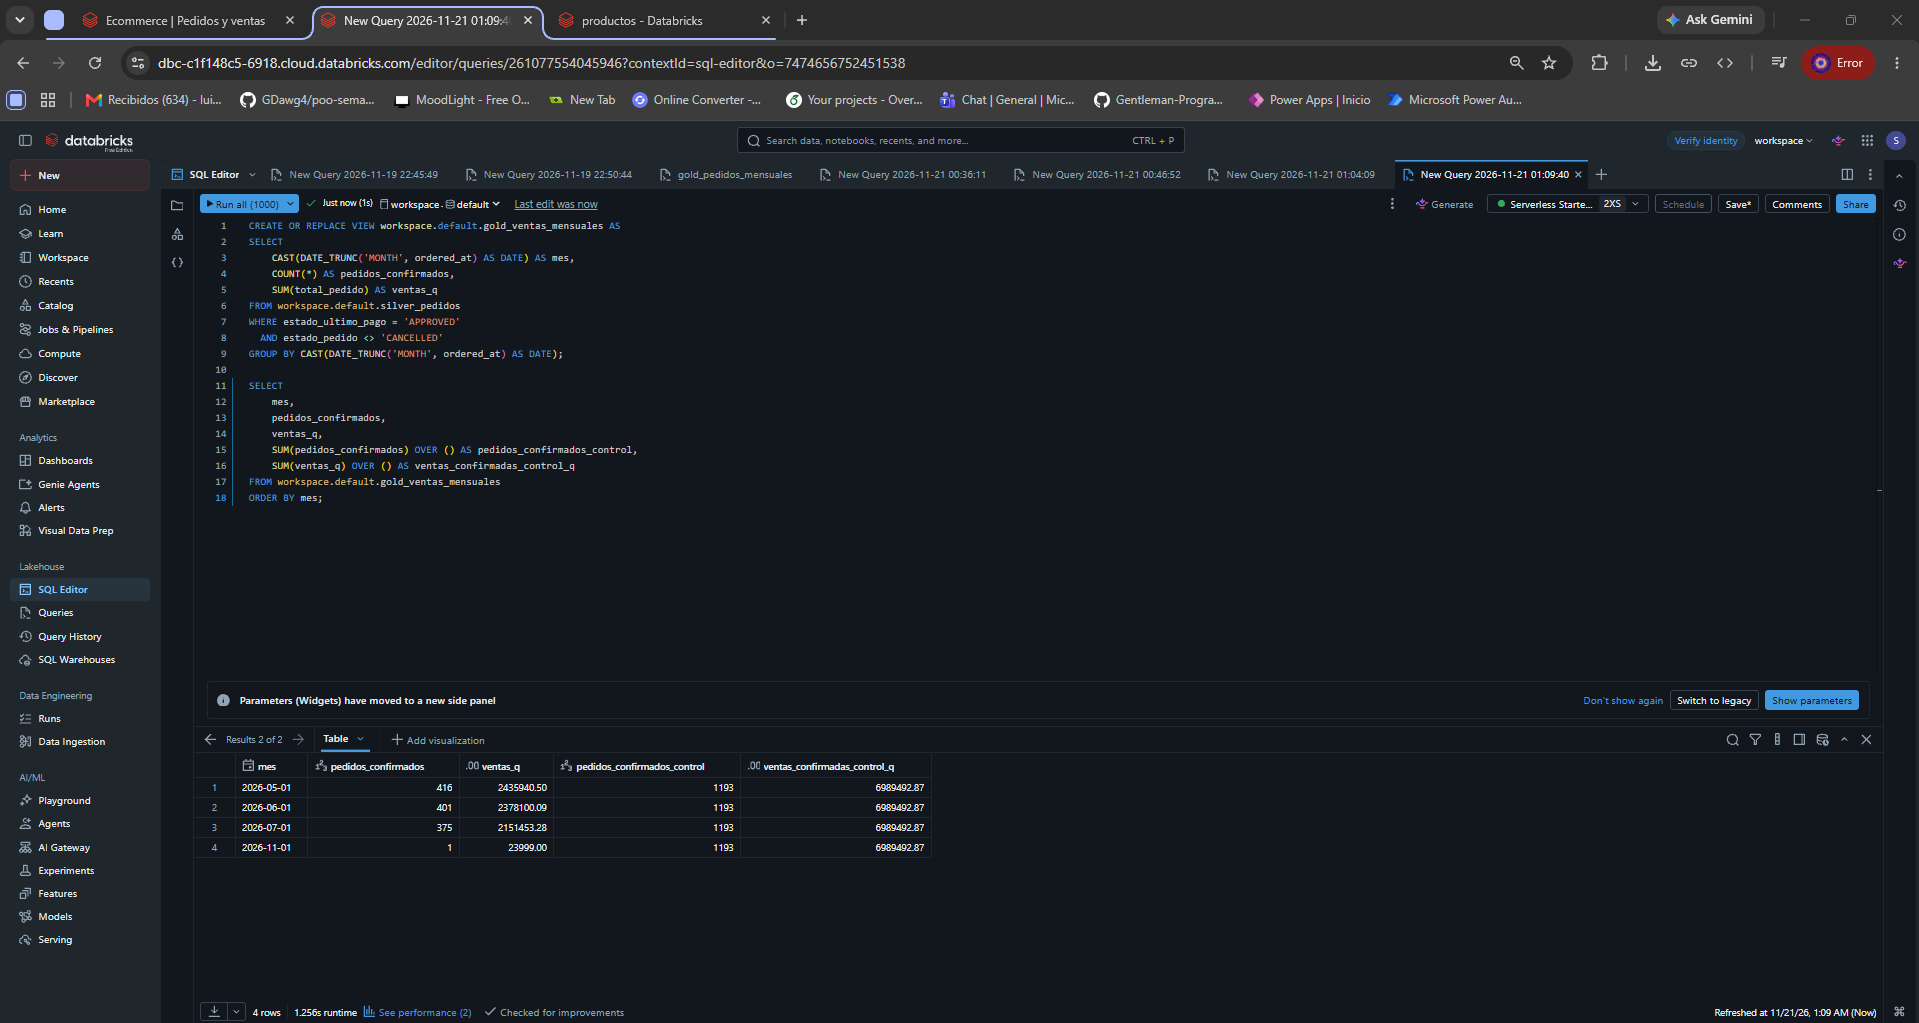 Ecommerce | Pedidos y ventas
New Query 2026-11-21 01:09:4
productos - Databricks
Ask Gemini
dbc-c1f148c5-6918.cloud.databricks.com/editor/queries/261077554045946?contextId=sql-editor&o=7474656752451538
Error
Recibidos (634) - lui...
GDawg4/poo-sema...
MoodLight - Free O...
New Tab
Online Converter -...
Your projects - Over...
Chat | General | Mic...
Gentleman-Progra...
Power Apps | Inicio
Microsoft Power Au...
databricks
Free Edition
Search data, notebooks, recents, and more...
CTRL + P
Verify identity
workspace
S
New
Home
Learn
Workspace
Recents
Catalog
Jobs & Pipelines
Compute
Discover
Marketplace
Analytics
Dashboards
Genie Agents
Alerts
Visual Data Prep
Lakehouse
SQL Editor
Queries
Query History
SQL Warehouses
Data Engineering
Runs
Data Ingestion
AI/ML
Playground
Agents
AI Gateway
Experiments
Features
Models
Serving
SQL Editor
New Query 2026-11-19 22:45:49
New Query 2026-11-19 22:50:44
gold_pedidos_mensuales
New Query 2026-11-21 00:36:11
New Query 2026-11-21 00:46:52
New Query 2026-11-21 01:04:09
New Query 2026-11-21 01:09:40
Run all (1000)
Just now (1s)
workspace.
default
Last edit was now
Generate
Serverless Starte...
2XS
Schedule
Save*
Comments
Share
1 CREATE OR REPLACE VIEW workspace.default.gold_ventas_mensuales AS
2 SELECT
3 CAST(DATE_TRUNC('MONTH', ordered_at) AS DATE) AS mes,
4 COUNT(*) AS pedidos_confirmados,
5 SUM(total_pedido) AS ventas_q
6 FROM workspace.default.silver_pedidos
7 WHERE estado_ultimo_pago = 'APPROVED'
8 AND estado_pedido <> 'CANCELLED'
9 GROUP BY CAST(DATE_TRUNC('MONTH', ordered_at) AS DATE);
10
11 SELECT
12 mes,
13 pedidos_confirmados,
14 ventas_q,
15 SUM(pedidos_confirmados) OVER () AS pedidos_confirmados_control,
16 SUM(ventas_q) OVER () AS ventas_confirmadas_control_q
17 FROM workspace.default.gold_ventas_mensuales
18 ORDER BY mes;
Parameters (Widgets) have moved to a new side panel
Don't show again
Switch to legacy
Show parameters
Results 2 of 2
Table
Add visualization
mes pedidos_confirmados .00 ventas_q pedidos_confirmados_control .00 ventas_confirmadas_control_q
1 2026-05-01 416 2435940.50 1193 6989492.87
2 2026-06-01 401 2378100.09 1193 6989492.87
3 2026-07-01 375 2151453.28 1193 6989492.87
4 2026-11-01 1 23999.00 1193 6989492.87
4 rows
1.256s runtime
See performance (2)
Checked for improvements
Refreshed at 11/21/26, 1:09 AM (Now)